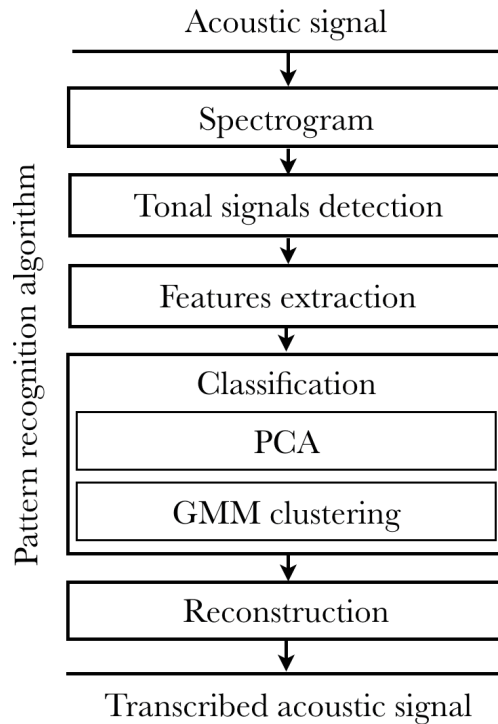 Acoustic signal
Spectrogram
Tonal signals detection
Features extraction
Classification
PCA
GMM clustering
Reconstruction
Transcribed acoustic signal
Pattern recognition algorithm